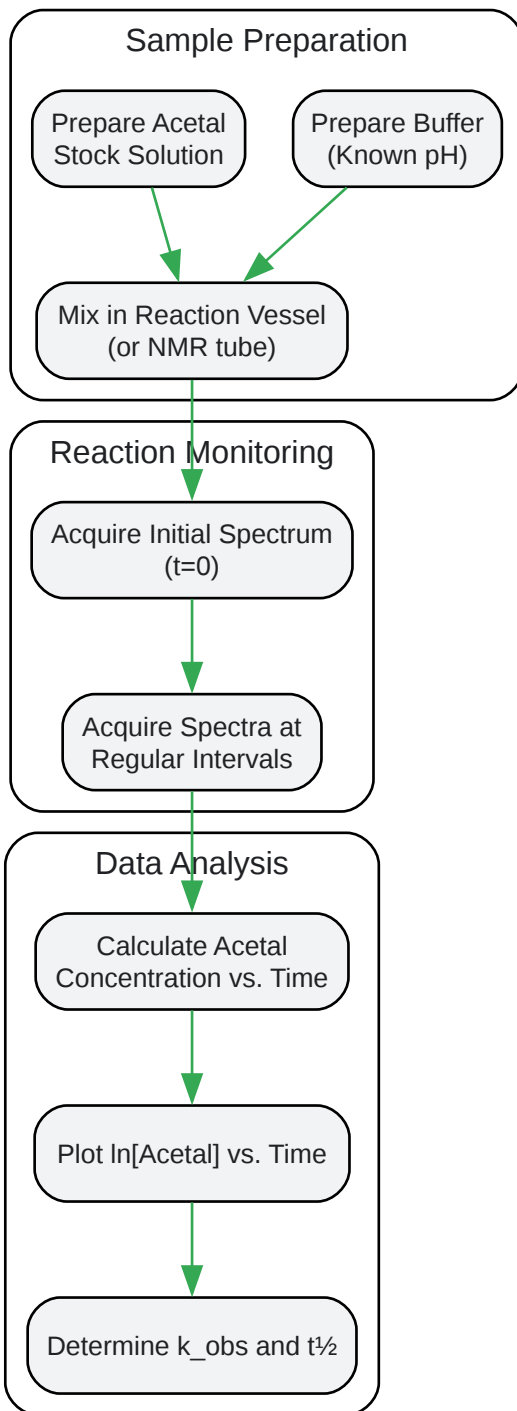 Sample Preparation
Prepare Acetal
Stock Solution
Prepare Buffer
(Known pH)
Mix in Reaction Vessel
(or NMR tube)
Reaction Monitoring
Acquire Initial Spectrum
(t=0)
Acquire Spectra at
Regular Intervals
Data Analysis
Calculate Acetal
Concentration vs. Time
Plot ln[Acetal] vs. Time
Determine k_obs and t½